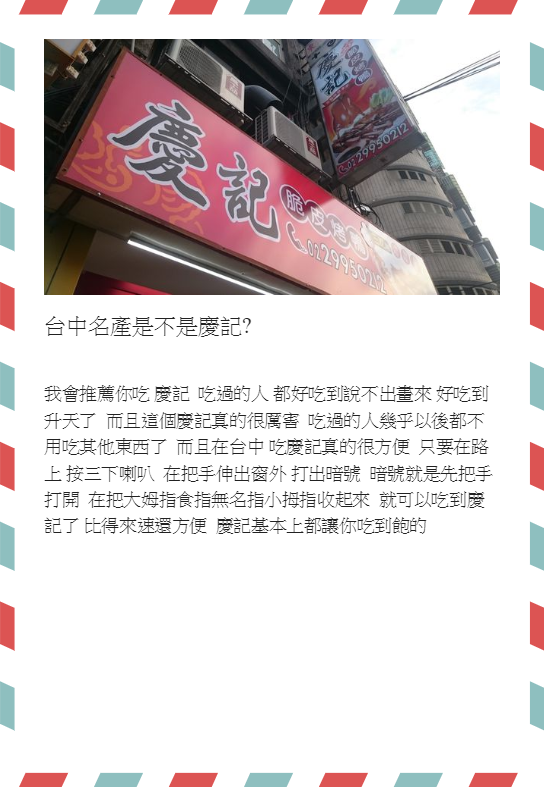 慶記
慶記
脆皮烤鴨
0229950212
0229950212
台中名產是不是慶記?
我會推薦你吃 慶記 吃過的人 都好吃到說不出畫來 好吃到
升天了 而且這個慶記真的很厲害 吃過的人幾乎以後都不
用吃其他東西了 而且在台中 吃慶記真的很方便 只要在路
上 按三下喇叭 在把手伸出窗外 打出暗號 暗號就是先把手
打開 在把大姆指食指無名指小拇指收起來 就可以吃到慶
記了 比得來速還方便 慶記基本上都讓你吃到飽的